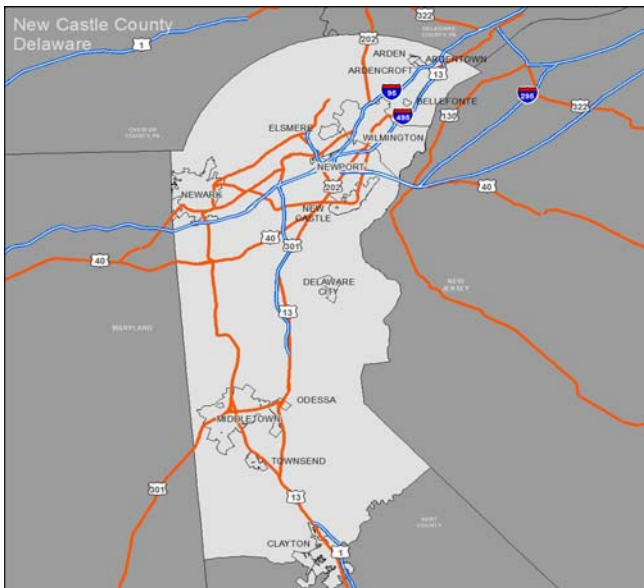 New Castle County
Delaware
1
202
322
DELAWARE
COUNTY PA
ARDEN
ARDENTOWN
ARDENCROFT
13
95
BELLEFONTE
295
495
130
322
CHESTER
COUNTY PA
ELSMERE
WILMINGTON
NEWPORT
NEWARK
202
40
NEW
CASTLE
40
301
40
DELAWARE
CITY
NEW
JERSEY
13
MARYLAND
ODESSA
MIDDLETOWN
TOWNSEND
301
13
KENT
COUNTY
CLAYTON
1